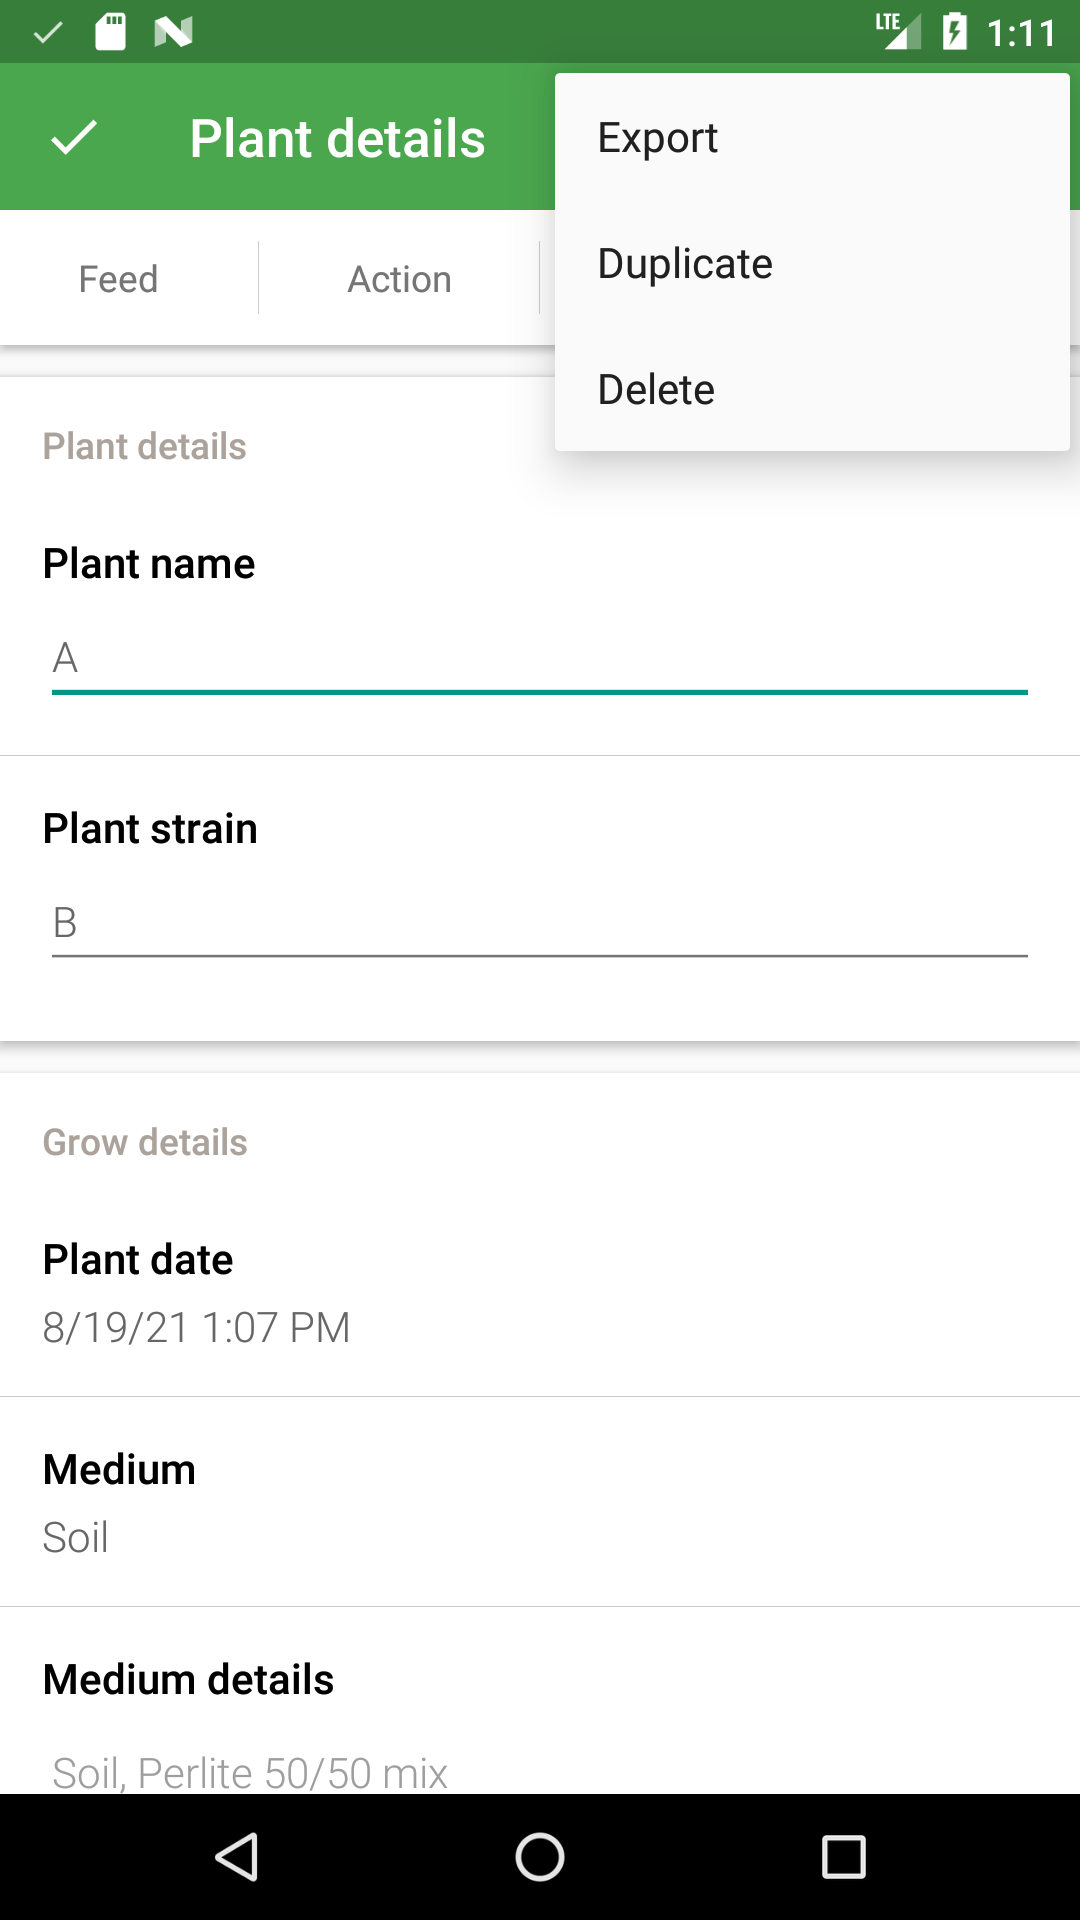 LTE 1:11
Plant details
Export
Duplicate
Delete
Feed
Action
Plant details
Plant name
A
Plant strain
B
Grow details
Plant date
8/19/21 1:07 PM
Medium
Soil
Medium details
Soil, Perlite 50/50 mix